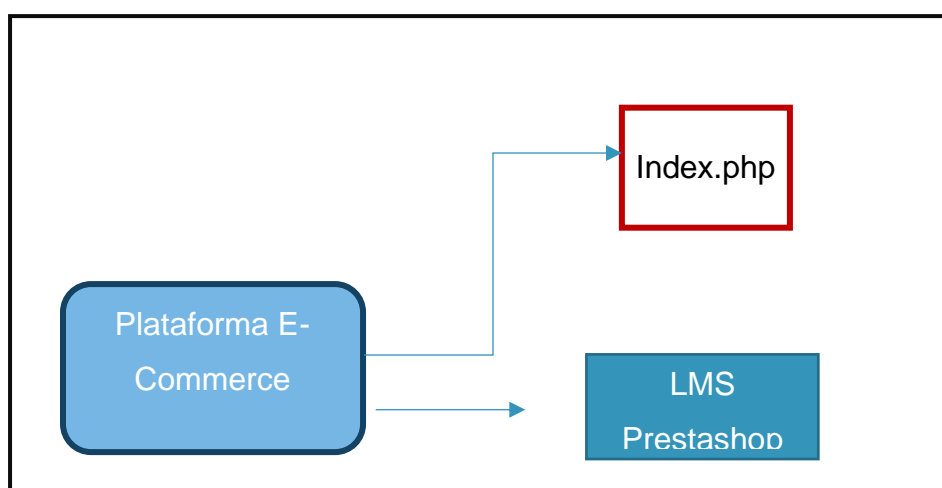 Index.php
Plataforma E-
Commerce
LMS
Prestashop